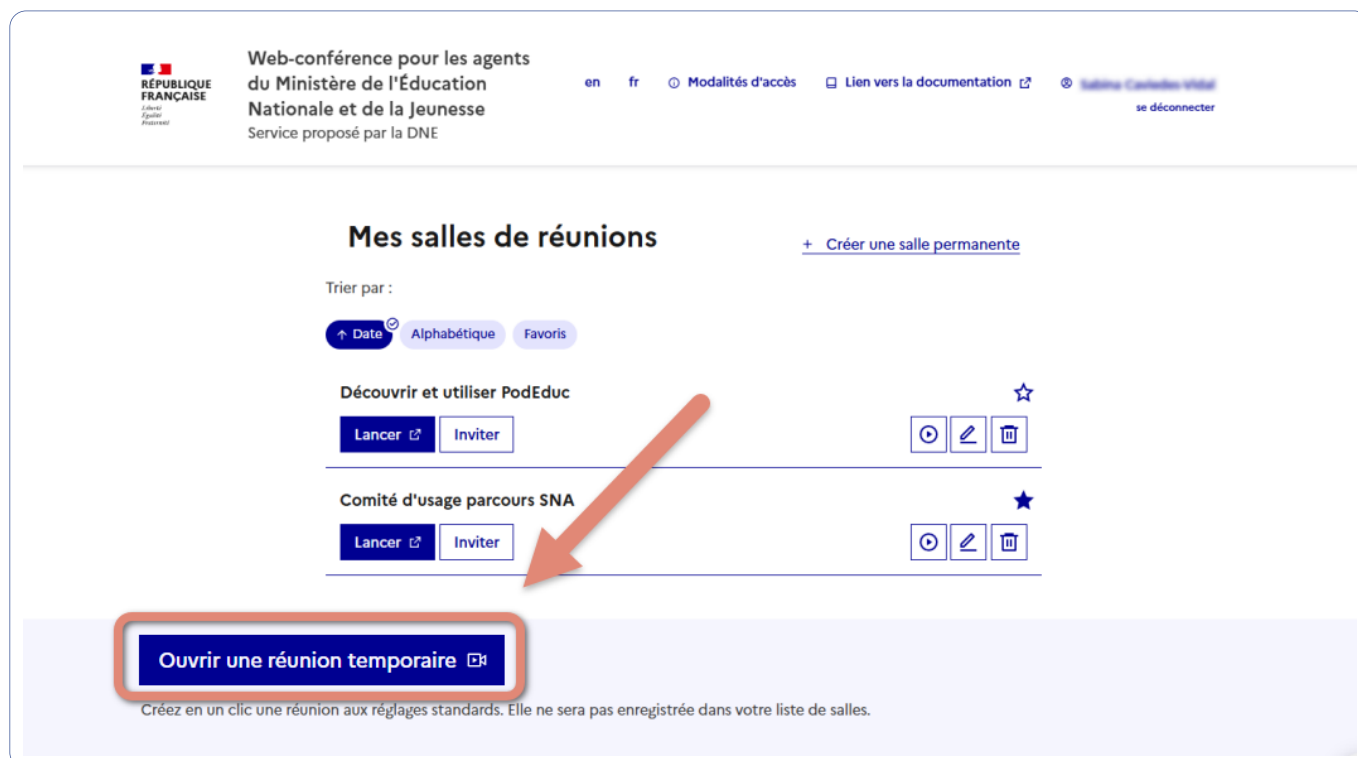 RÉPUBLIQUE
FRANÇAISE
Liberté
Égalité
Fraternité
Web-conférence pour les agents
du Ministère de l'Éducation
Nationale et de la Jeunesse
Service proposé par la DNE
en fr Modalités d'accès Lien vers la documentation
se déconnecter
Mes salles de réunions
+ Créer une salle permanente
Trier par :
↑ Date Alphabétique Favoris
Découvrir et utiliser PodEduc
Lancer Inviter
Comité d'usage parcours SNA
Lancer Inviter
Ouvrir une réunion temporaire
Créez en un clic une réunion aux réglages standards. Elle ne sera pas enregistrée dans votre liste de salles.